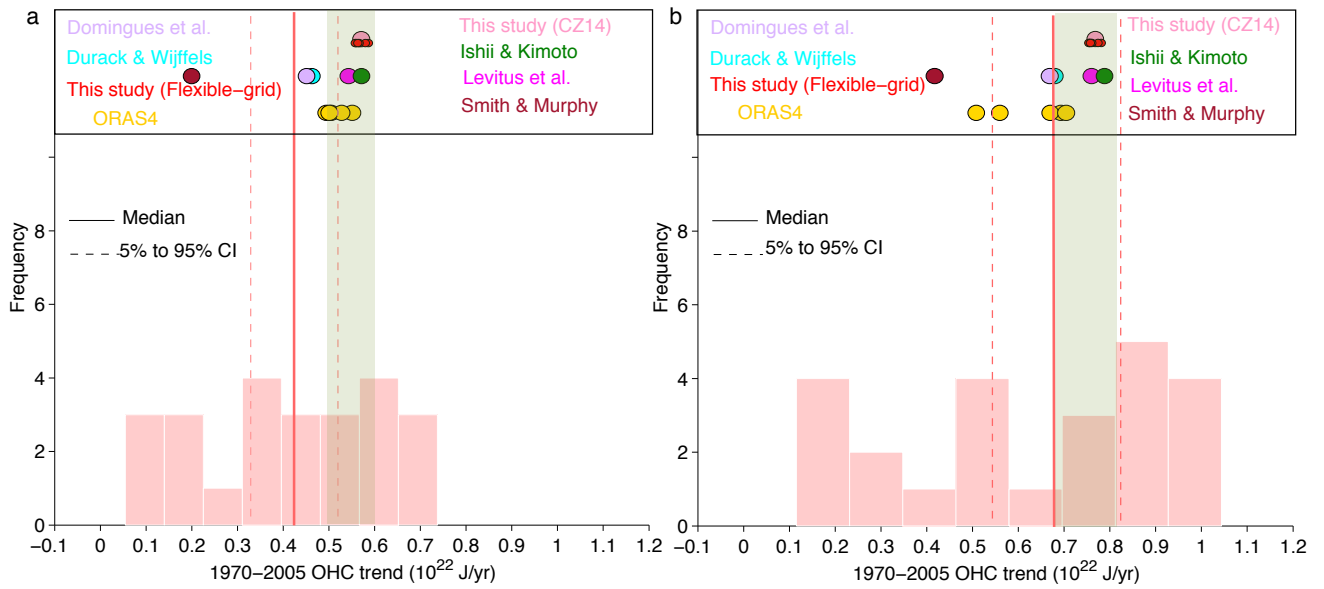 a
Domingues et al.
Durack & Wijffels
This study (Flexible−grid)
ORAS4
This study (CZ14)
Ishii & Kimoto
Levitus et al.
Smith & Murphy
Median
5% to 95% CI
Frequency
8
6
4
2
0
−0.1 0 0.1 0.2 0.3 0.4 0.5 0.6 0.7 0.8 0.9 1 1.1 1.2
1970−2005 OHC trend (10²² J/yr)
b
Domingues et al.
Durack & Wijffels
This study (Flexible−grid)
ORAS4
This study (CZ14)
Ishii & Kimoto
Levitus et al.
Smith & Murphy
Median
5% to 95% CI
Frequency
8
6
4
2
0
−0.1 0 0.1 0.2 0.3 0.4 0.5 0.6 0.7 0.8 0.9 1 1.1 1.2
1970−2005 OHC trend (10²² J/yr)